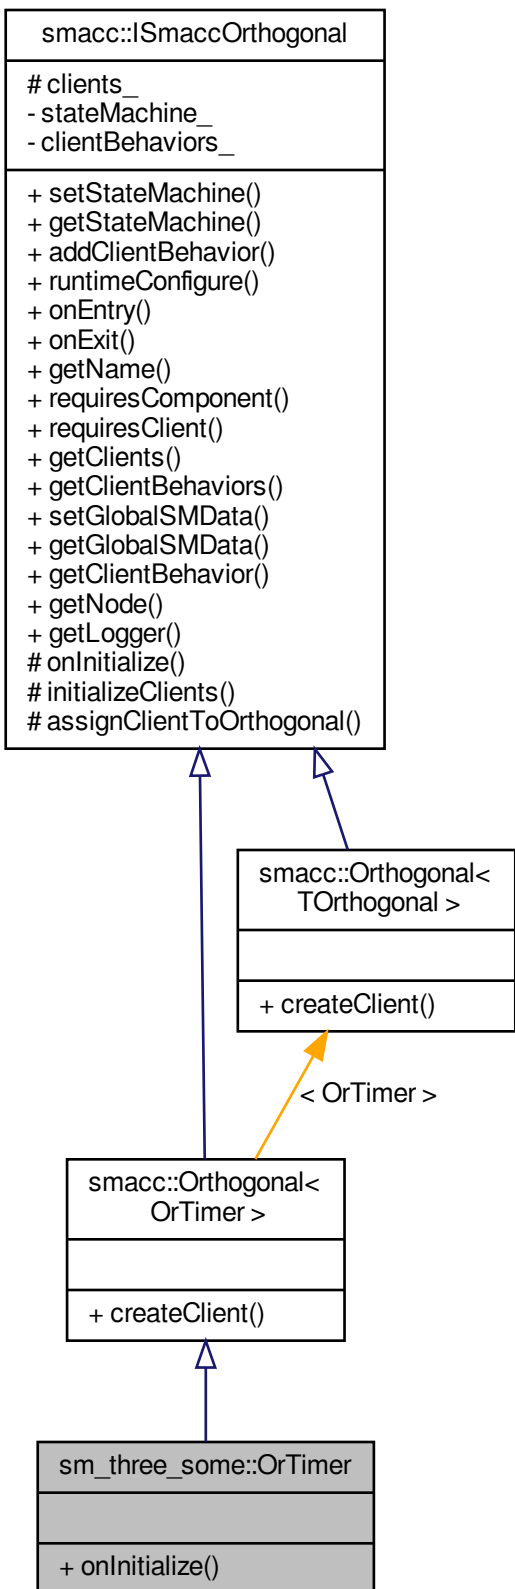 smacc::ISmaccOrthogonal
# clients_
- stateMachine_
- clientBehaviors_
+ setStateMachine()
+ getStateMachine()
+ addClientBehavior()
+ runtimeConfigure()
+ onEntry()
+ onExit()
+ getName()
+ requiresComponent()
+ requiresClient()
+ getClients()
+ getClientBehaviors()
+ setGlobalSMData()
+ getGlobalSMData()
+ getClientBehavior()
+ getNode()
+ getLogger()
# onInitialize()
# initializeClients()
# assignClientToOrthogonal()
smacc::Orthogonal<
TOrthogonal >
+ createClient()
< OrTimer >
smacc::Orthogonal<
OrTimer >
+ createClient()
sm_three_some::OrTimer
+ onInitialize()